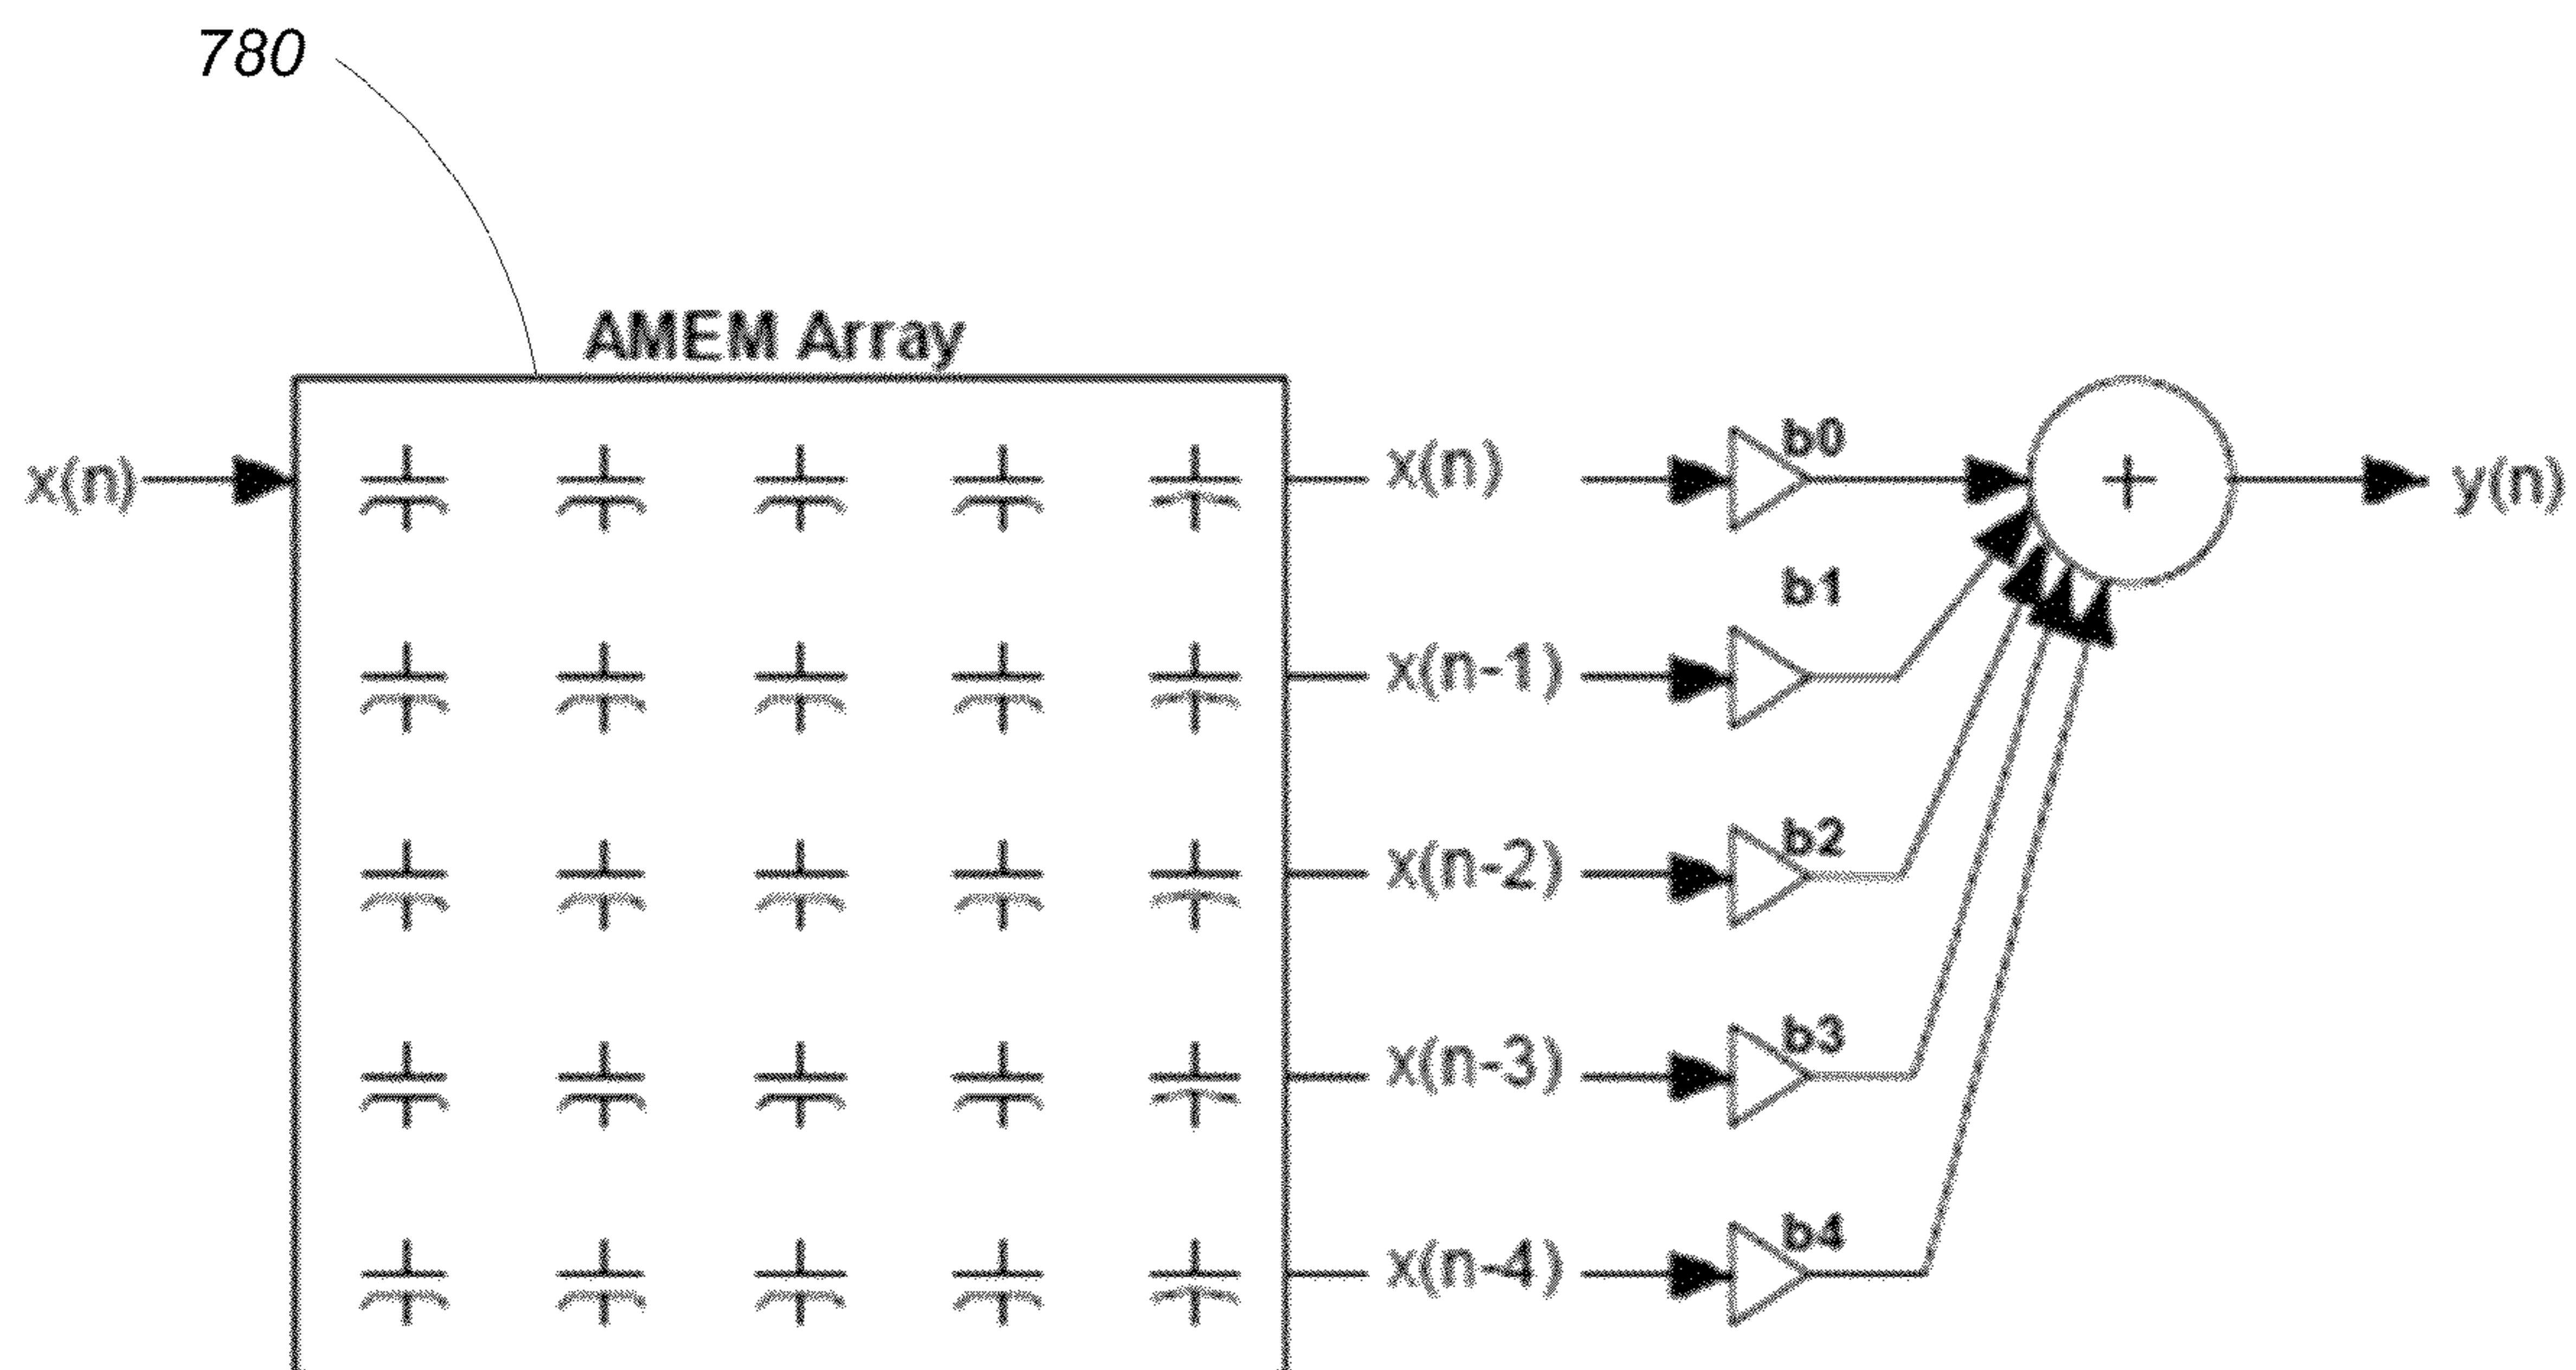 780
AMEM Array
x(n)
x(n)
b0
+
y(n)
b1
x(n-1)
x(n-2)
b2
x(n-3)
b3
x(n-4)
b4